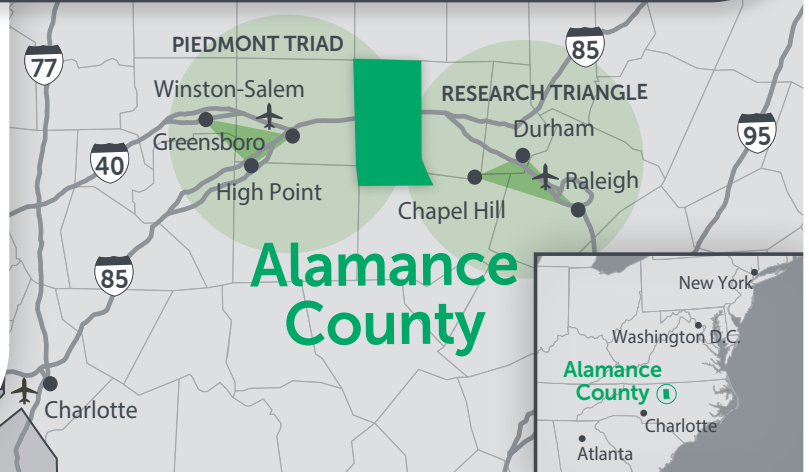 PIEDMONT TRIAD
85
77
Winston-Salem
RESEARCH TRIANGLE
Durham
95
Greensboro
40
Raleigh
High Point
Chapel Hill
Alamance
County
85
Charlotte
New York
Washington D.C.
Alamance
County
Charlotte
Atlanta